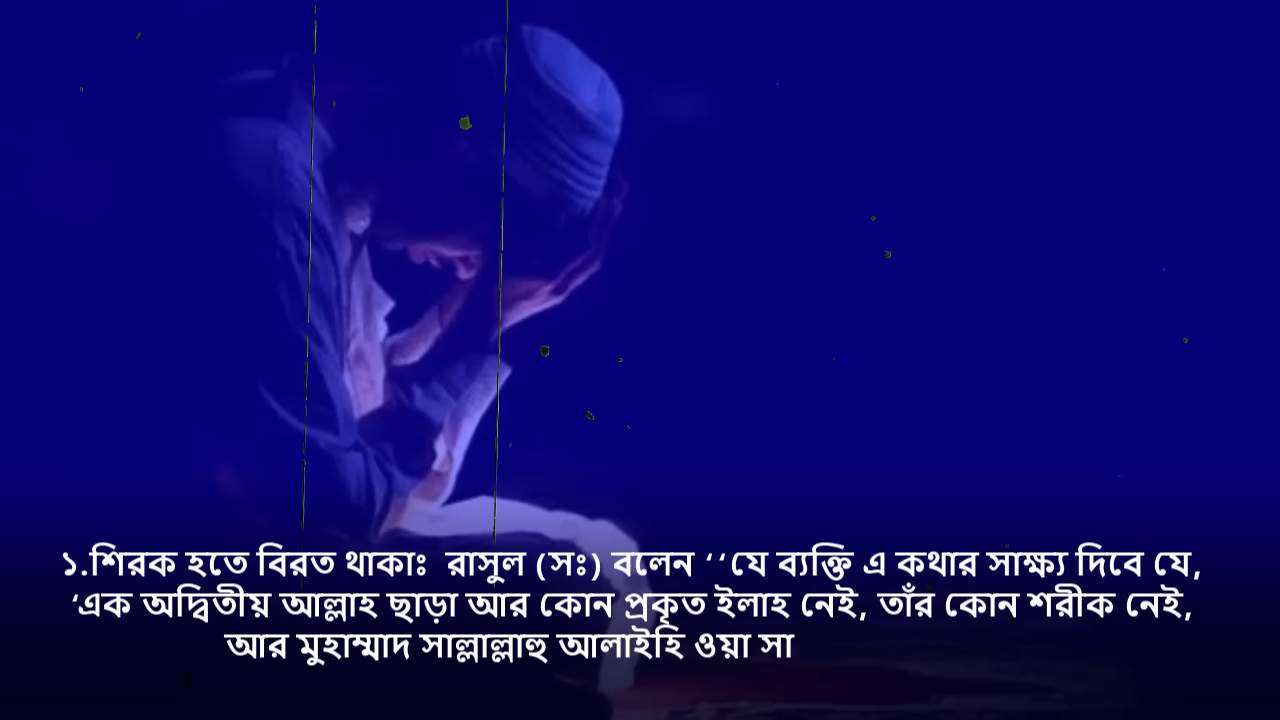 ১.শিরক হতে বিরত থাকাঃ রাসুল (সঃ) বলেন ‘‘যে ব্যক্তি এ কথার সাক্ষ্য দিবে যে,
‘এক অদ্বিতীয় আল্লাহ ছাড়া আর কোন প্রকৃত ইলাহ নেই, তাঁর কোন শরীক নেই,
আর মুহাম্মাদ সাল্লাল্লাহু আলাইহি ওয়া সা